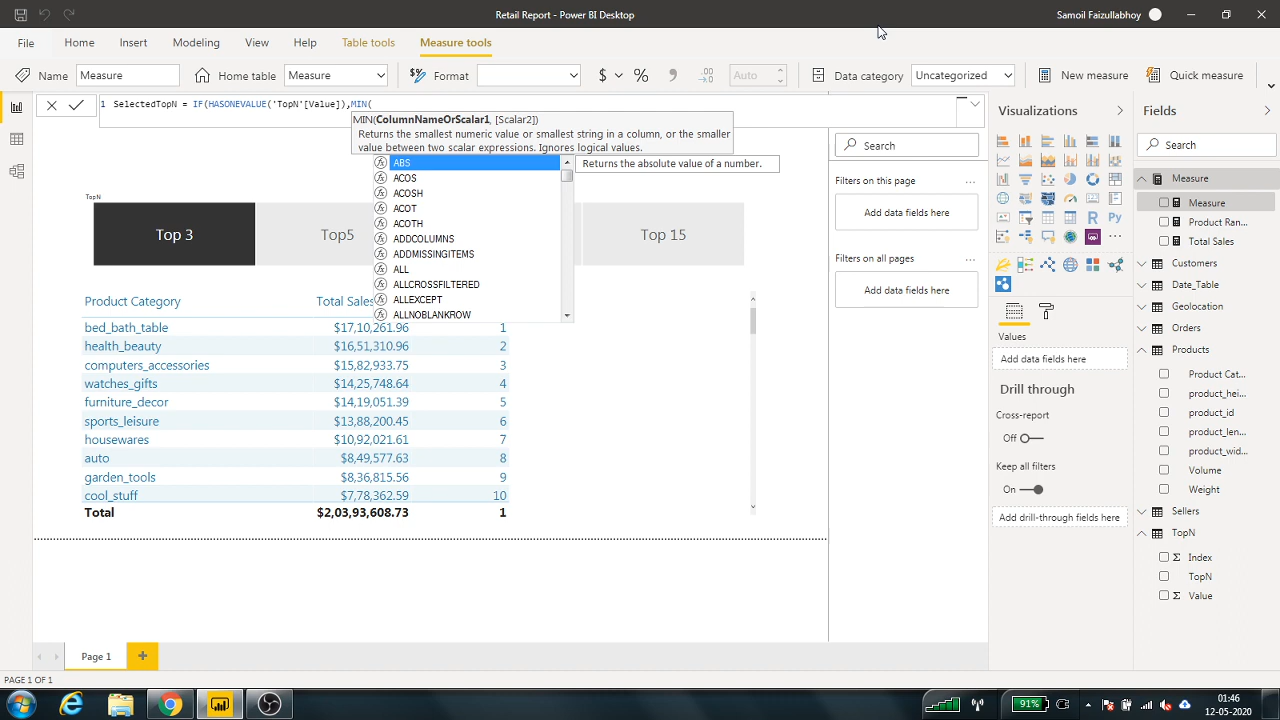 Retail Report - Power BI Desktop
Samoil Faizullabhoy
File
Home
Insert
Modeling
View
Help
Table tools
Measure tools
Name
Measure
Home table
Measure
Format
$
%
Auto
Data category
Uncategorized
New measure
Quick measure
1 SelectedTopN = IF(HASONEVALUE('TopN'[Value]),MIN(
MIN(ColumnNameOrScalar1, [Scalar2])
Returns the smallest numeric value or smallest string in a column, or the smaller
value between two scalar expressions. Ignores logical values.
ABS
Returns the absolute value of a number.
ACOS
ACOSH
ACOT
ACOTH
ADDCOLUMNS
ADDMISSINGITEMS
ALL
ALLCROSSFILTERED
ALLEXCEPT
ALLNOBLANKROW
TopN
Top 3
Top5
Top 15
Product Category
Total Sales
bed_bath_table $17,10,261.96 1
health_beauty $16,51,310.96 2
computers_accessories $15,82,933.75 3
watches_gifts $14,25,748.64 4
furniture_decor $14,19,051.39 5
sports_leisure $13,88,200.45 6
housewares $10,92,021.61 7
auto $8,49,577.63 8
garden_tools $8,36,815.56 9
cool_stuff $7,78,362.59 10
Total $2,03,93,608.73 1
Search
Filters on this page
...
Add data fields here
Filters on all pages
...
Add data fields here
Visualizations
R
Py
...
Values
Add data fields here
Drill through
Cross-report
Off
Keep all filters
On
Add drill-through fields here
Fields
Search
Measure
Measure
Product Ran...
Total Sales
Customers
Date_Table
Geolocation
Orders
Products
Product Cat...
product_hei...
product_id
product_len...
product_wid...
Volume
Weight
Sellers
TopN
Index
TopN
Value
Page 1
PAGE 1 OF 1
91%
01:46
12-05-2020